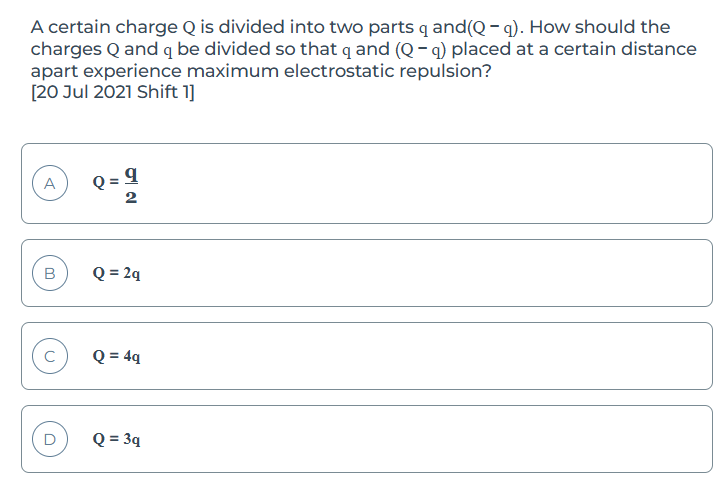 A certain charge Q is divided into two parts q and(Q − q). How should the
charges Q and q be divided so that q and (Q − q) placed at a certain distance
apart experience maximum electrostatic repulsion?
[20 Jul 2021 Shift 1]
A Q = q/2
B Q = 2q
C Q = 4q
D Q = 3q